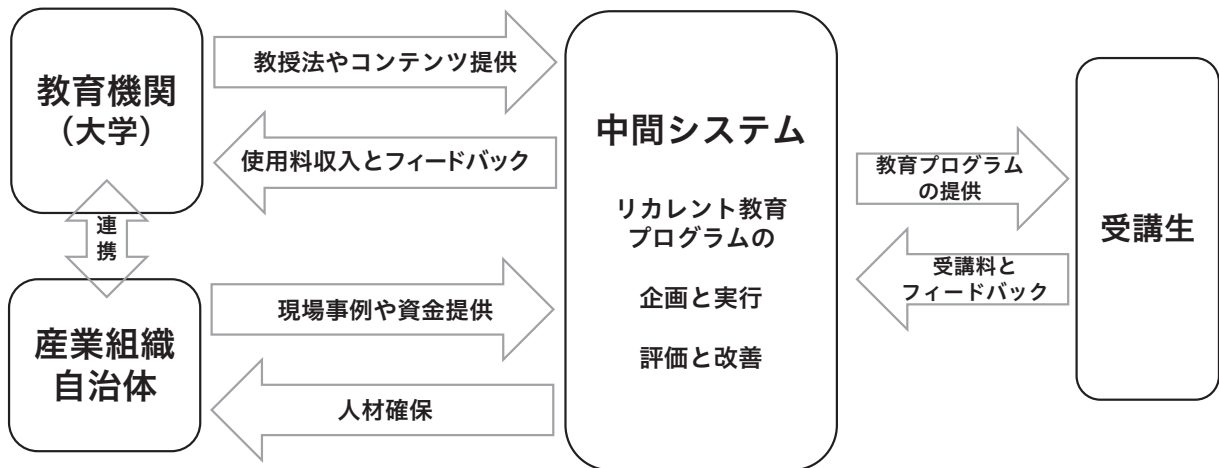 教育機関
（大学）
教授法やコンテンツ提供
使用料収入とフィードバック
連
携
産業組織
自治体
現場事例や資金提供
人材確保
中間システム
リカレント教育
プログラムの
企画と実行
評価と改善
教育プログラム
の提供
受講料と
フィードバック
受講生